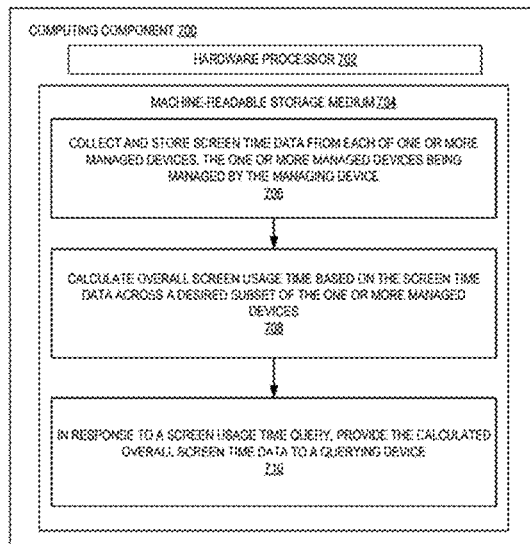 COMPUTING COMPONENT 700
HARDWARE PROCESSOR 702
MACHINE-READABLE STORAGE MEDIUM 704
COLLECT AND STORE SCREEN TIME DATA FROM EACH OF ONE OR MORE
MANAGED DEVICES, THE ONE OR MORE MANAGED DEVICES BEING
MANAGED BY THE MANAGING DEVICE
706
CALCULATE OVERALL SCREEN USAGE TIME BASED ON THE SCREEN TIME
DATA ACROSS A DESIRED SUBSET OF THE ONE OR MORE MANAGED
DEVICES
708
IN RESPONSE TO A SCREEN USAGE TIME QUERY, PROVIDE THE CALCULATED
OVERALL SCREEN TIME DATA TO A QUERYING DEVICE
710